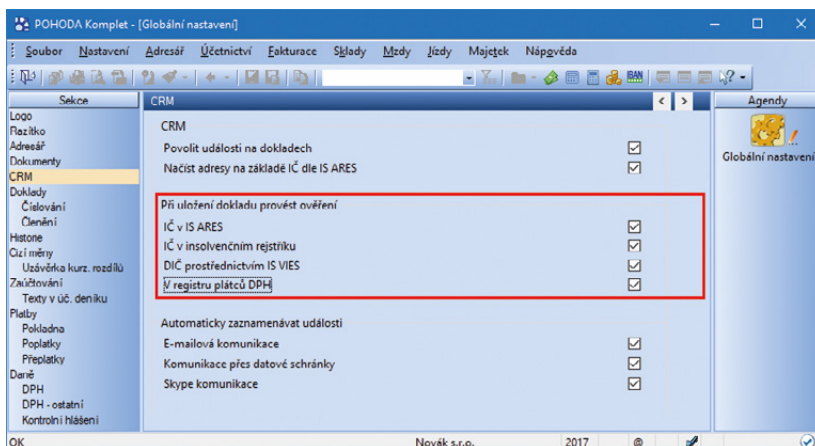 POHODA Komplet - [Globální nastavení]
Soubor Nastavení Adresář Účetnictví Fakturace Sklady Mzdy Jízdy Majetek Nápověda
IBAN
Sekce
Logo
Razítko
Adresář
Dokumenty
CRM
Doklady
Číslování
Členění
Historie
Cizí měny
Uzávěrka kurz. rozdílů
Zaúčtování
Texty v úč. deníku
Platby
Pokladna
Poplatky
Přeplatky
Daně
DPH
DPH - ostatní
Kontrolní hlášení
CRM
CRM
Povolit události na dokladech
Načíst adresy na základě IČ dle IS ARES
Při uložení dokladu provést ověření
IČ v IS ARES
IČ v insolvenčním rejstříku
DIČ prostřednictvím IS VIES
V registru plátců DPH
Automaticky zaznamenávat události
E-mailová komunikace
Komunikace přes datové schránky
Skype komunikace
Agendy
Globální nastavení
OK Novák s.r.o. 2017 @